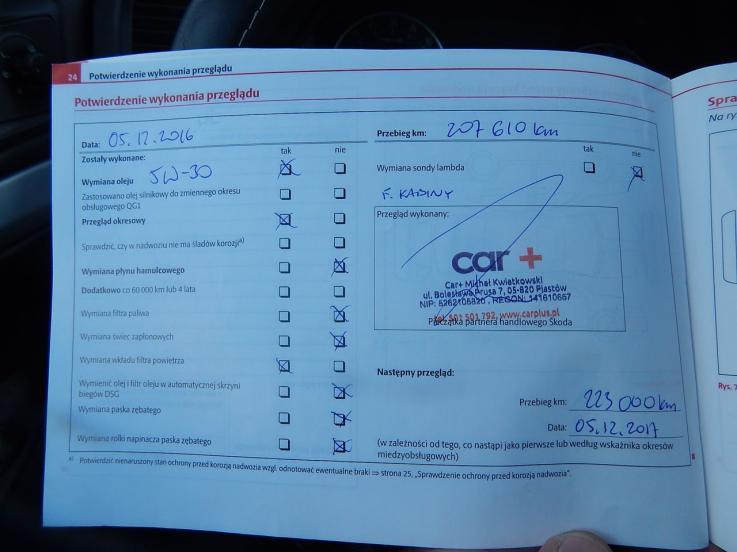 24 Potwierdzenie wykonania przeglądu
Potwierdzenie wykonania przeglądu
Data: 05.12.2016
Zostały wykonane:
tak nie
Wymiana oleju 5W-30
Zastosowano olej silnikowy do zmiennego okresu
obsługowego QG1
Przegląd okresowy
Sprawdzić, czy w nadwoziu nie ma śladów korozji a)
Wymiana płynu hamulcowego
Dodatkowo co 60 000 km lub 4 lata
Wymiana filtra paliwa
Wymiana świec zapłonowych
Wymiana wkładu filtra powietrza
Wymienić olej i filtr oleju w automatycznej skrzyni
biegów DSG
Wymiana paska zębatego
Wymiana rolki napinacza paska zębatego
Przebieg km: 207 610 km
tak nie
Wymiana sondy lambda
F. KABINY
Przegląd wykonany:
car +
Car+ Michał Kwiatkowski
ul. Bolesława Prusa 7, 05-820 Piastów
NIP: REGON: 141610667
501 792, www.carplus.pl
Pieczątka partnera handlowego Škoda
Następny przegląd:
Przebieg km: 223 000 km
Data: 05.12.2017
(w zależności od tego, co nastąpi jako pierwsze lub według wskaźnika okresów
międzyobsługowych)
a) Potwierdzić nienaruszony stan ochrony przed korozją nadwozia wzgl. odnotować ewentualne braki ⇒ strona 25, „Sprawdzenie ochrony przed korozją nadwozia".
Spra
Na ry
Rys. 2